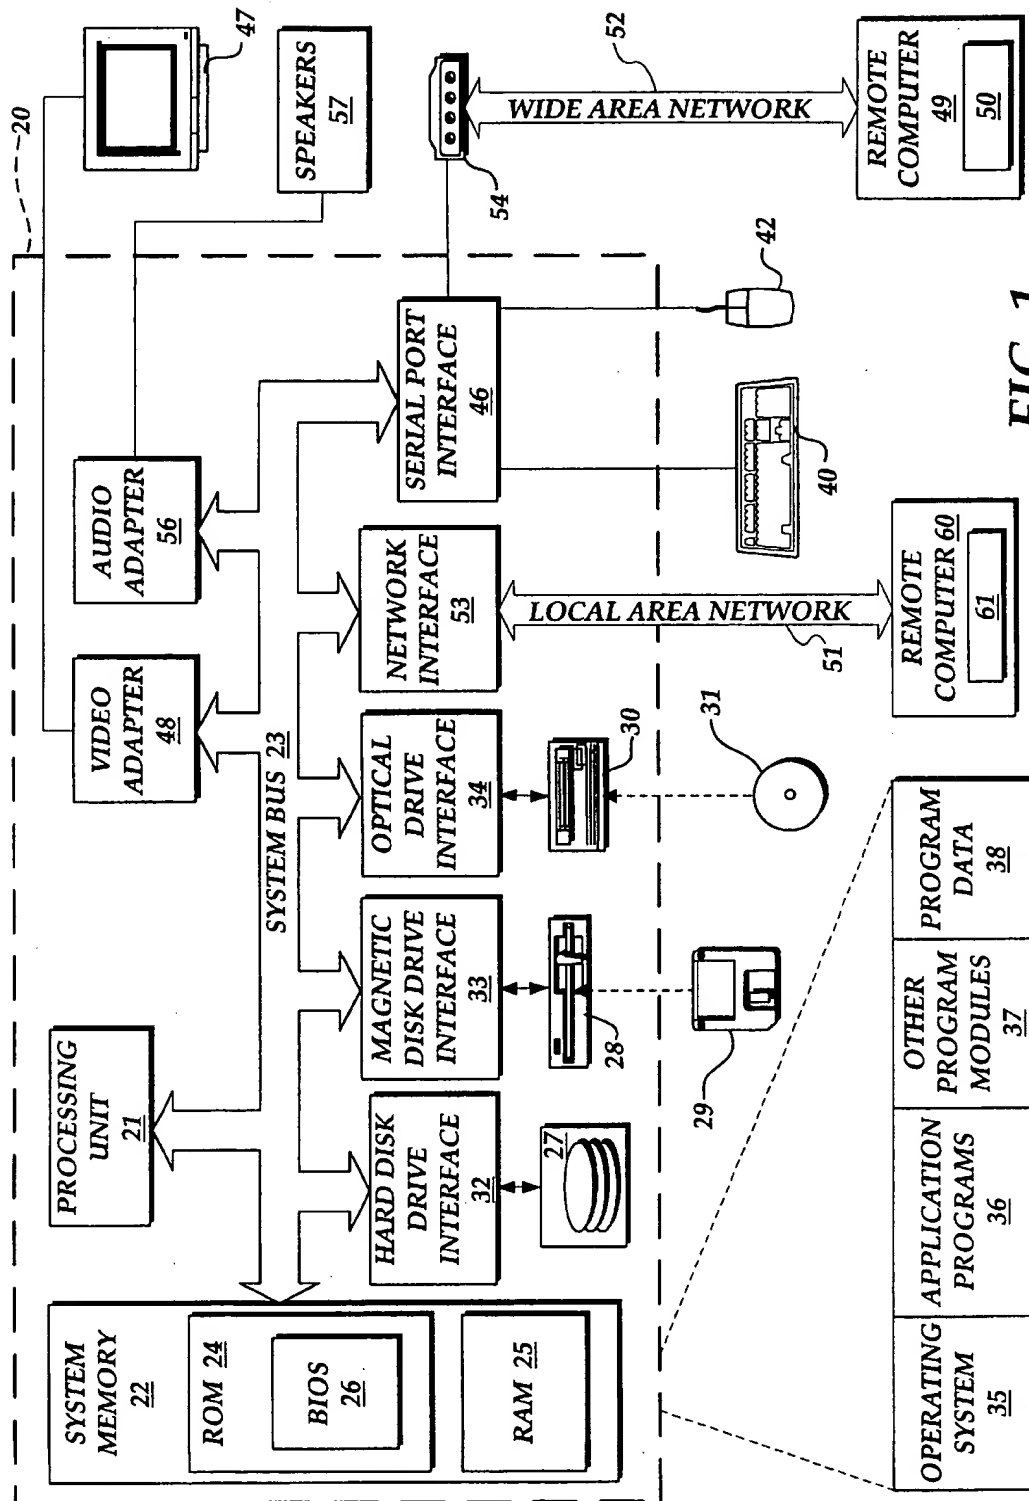 20
SYSTEM
MEMORY
22
ROM 24
BIOS
26
RAM 25
PROCESSING
UNIT
21
VIDEO
ADAPTER
48
AUDIO
ADAPTER
56
47
SPEAKERS
57
SYSTEM BUS 23
HARD DISK
DRIVE
INTERFACE
32
MAGNETIC
DISK DRIVE
INTERFACE
33
OPTICAL
DRIVE
INTERFACE
34
NETWORK
INTERFACE
53
SERIAL PORT
INTERFACE
46
54
27
28
30
29
31
40
42
WIDE AREA NETWORK
52
LOCAL AREA NETWORK
51
OPERATING
SYSTEM
35
APPLICATION
PROGRAMS
36
OTHER
PROGRAM
MODULES
37
PROGRAM
DATA
38
REMOTE
COMPUTER 60
61
REMOTE
COMPUTER
49
50
FIG. 1